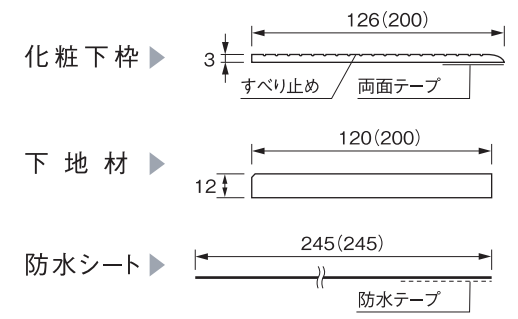 126(200)
化粧下枠
3
すべり止め
両面テープ
120(200)
下地材
12
245(245)
防水シート
防水テープ